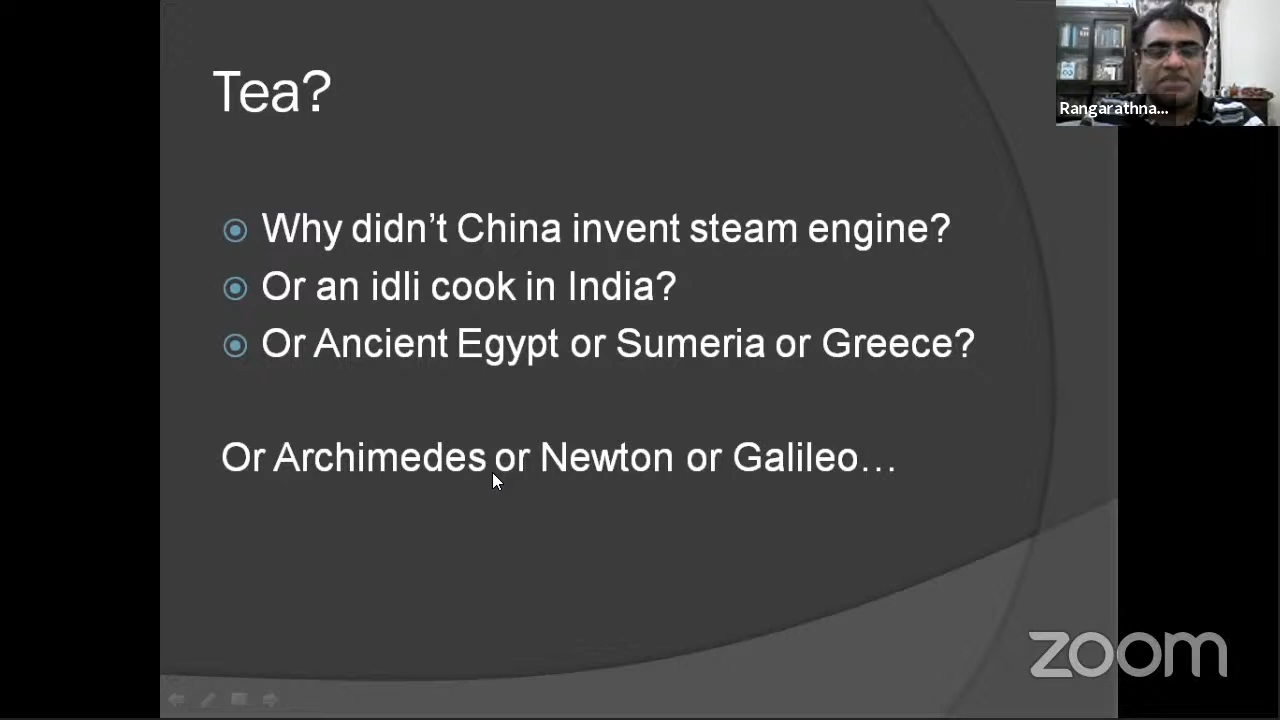 Tea?
Rangarathna...
Why didn't China invent steam engine?
Or an idli cook in India?
Or Ancient Egypt or Sumeria or Greece?
Or Archimedes or Newton or Galileo…
zoom